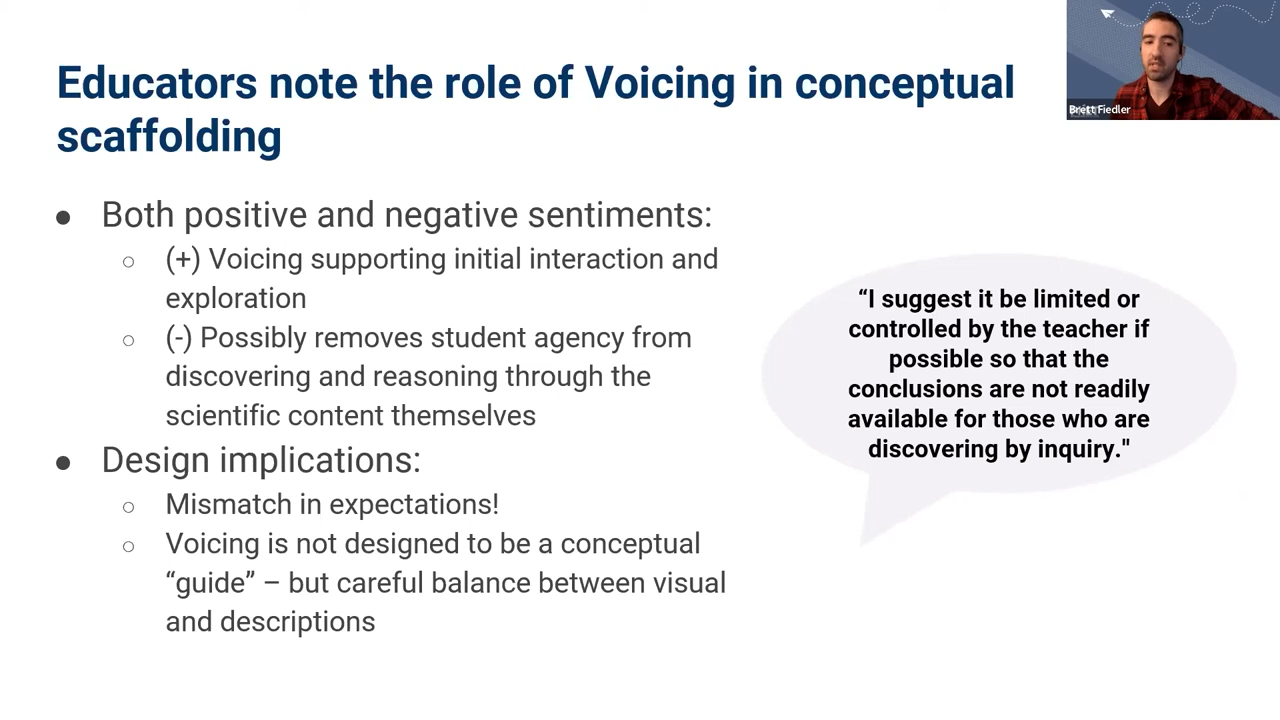 Educators note the role of Voicing in conceptual
scaffolding
● Both positive and negative sentiments:
○ (+) Voicing supporting initial interaction and
exploration
○ (-) Possibly removes student agency from
discovering and reasoning through the
scientific content themselves
● Design implications:
○ Mismatch in expectations!
○ Voicing is not designed to be a conceptual
“guide” – but careful balance between visual
and descriptions
“I suggest it be limited or
controlled by the teacher if
possible so that the
conclusions are not readily
available for those who are
discovering by inquiry."
Brett Fiedler